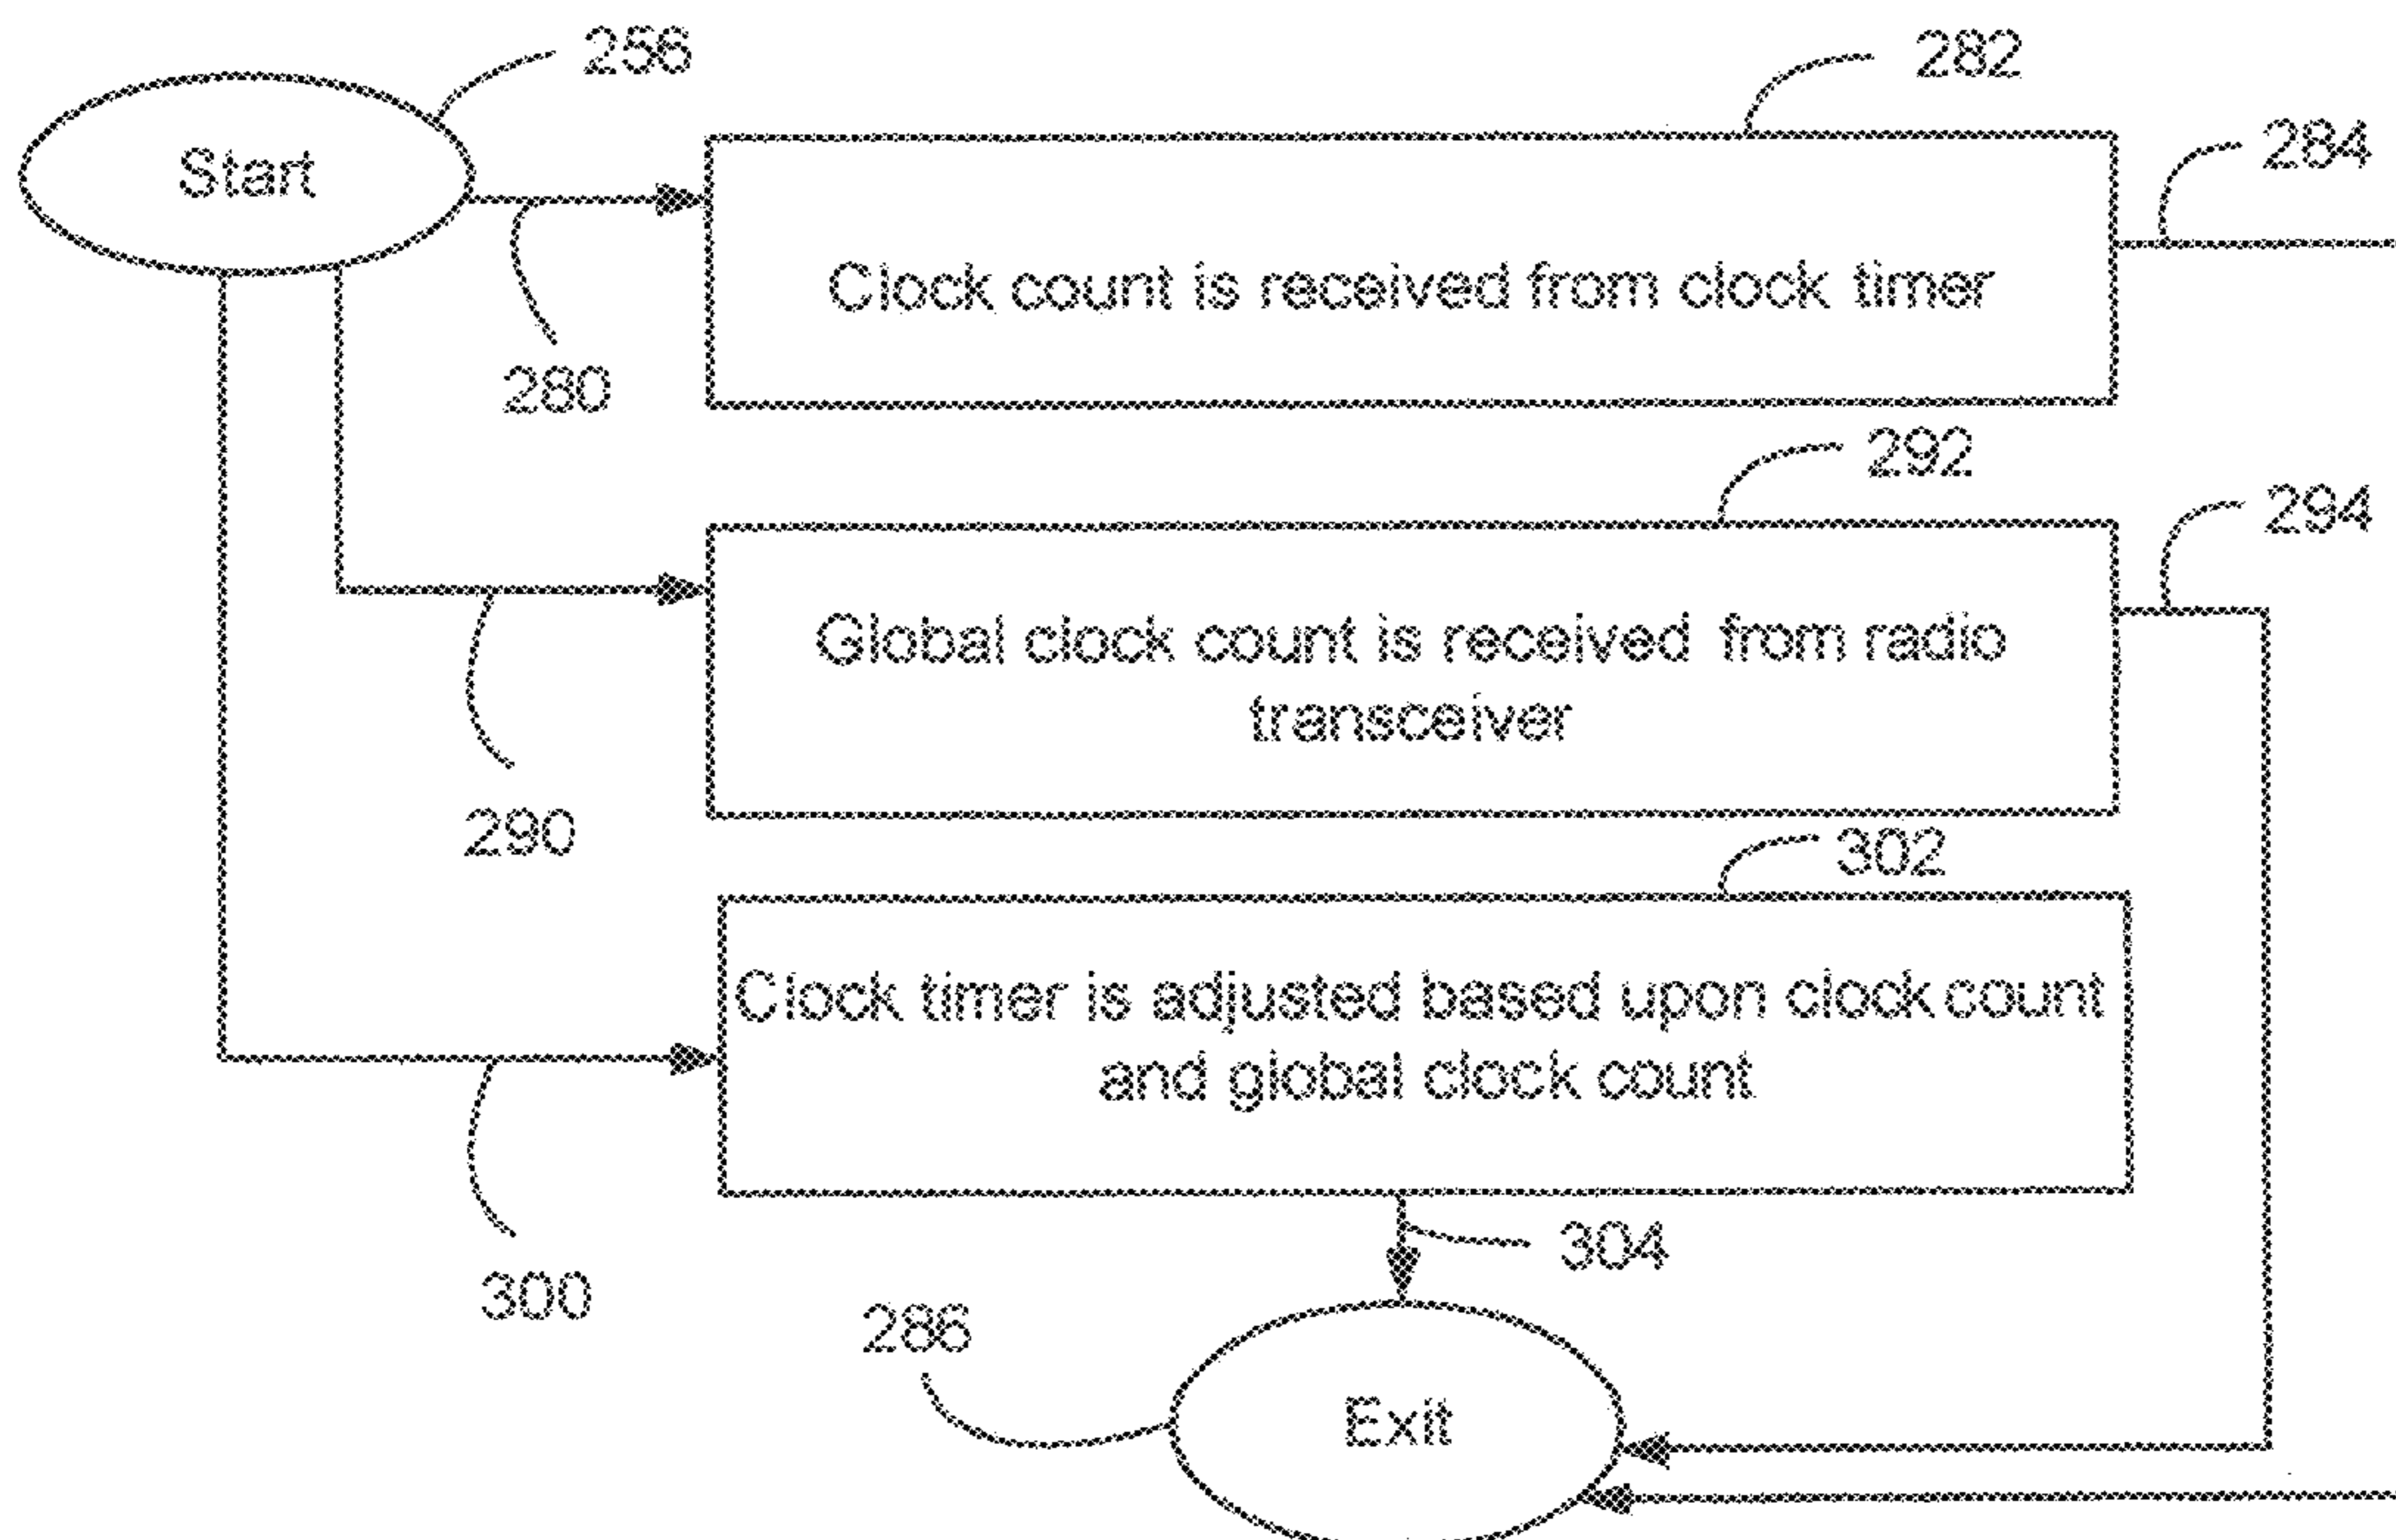 256
282
Start
284
Clock count is received from clock timer
280
292
294
Global clock count is received from radio
transceiver
290
302
Clock timer is adjusted based upon clock count
and global clock count
304
300
286
Exit